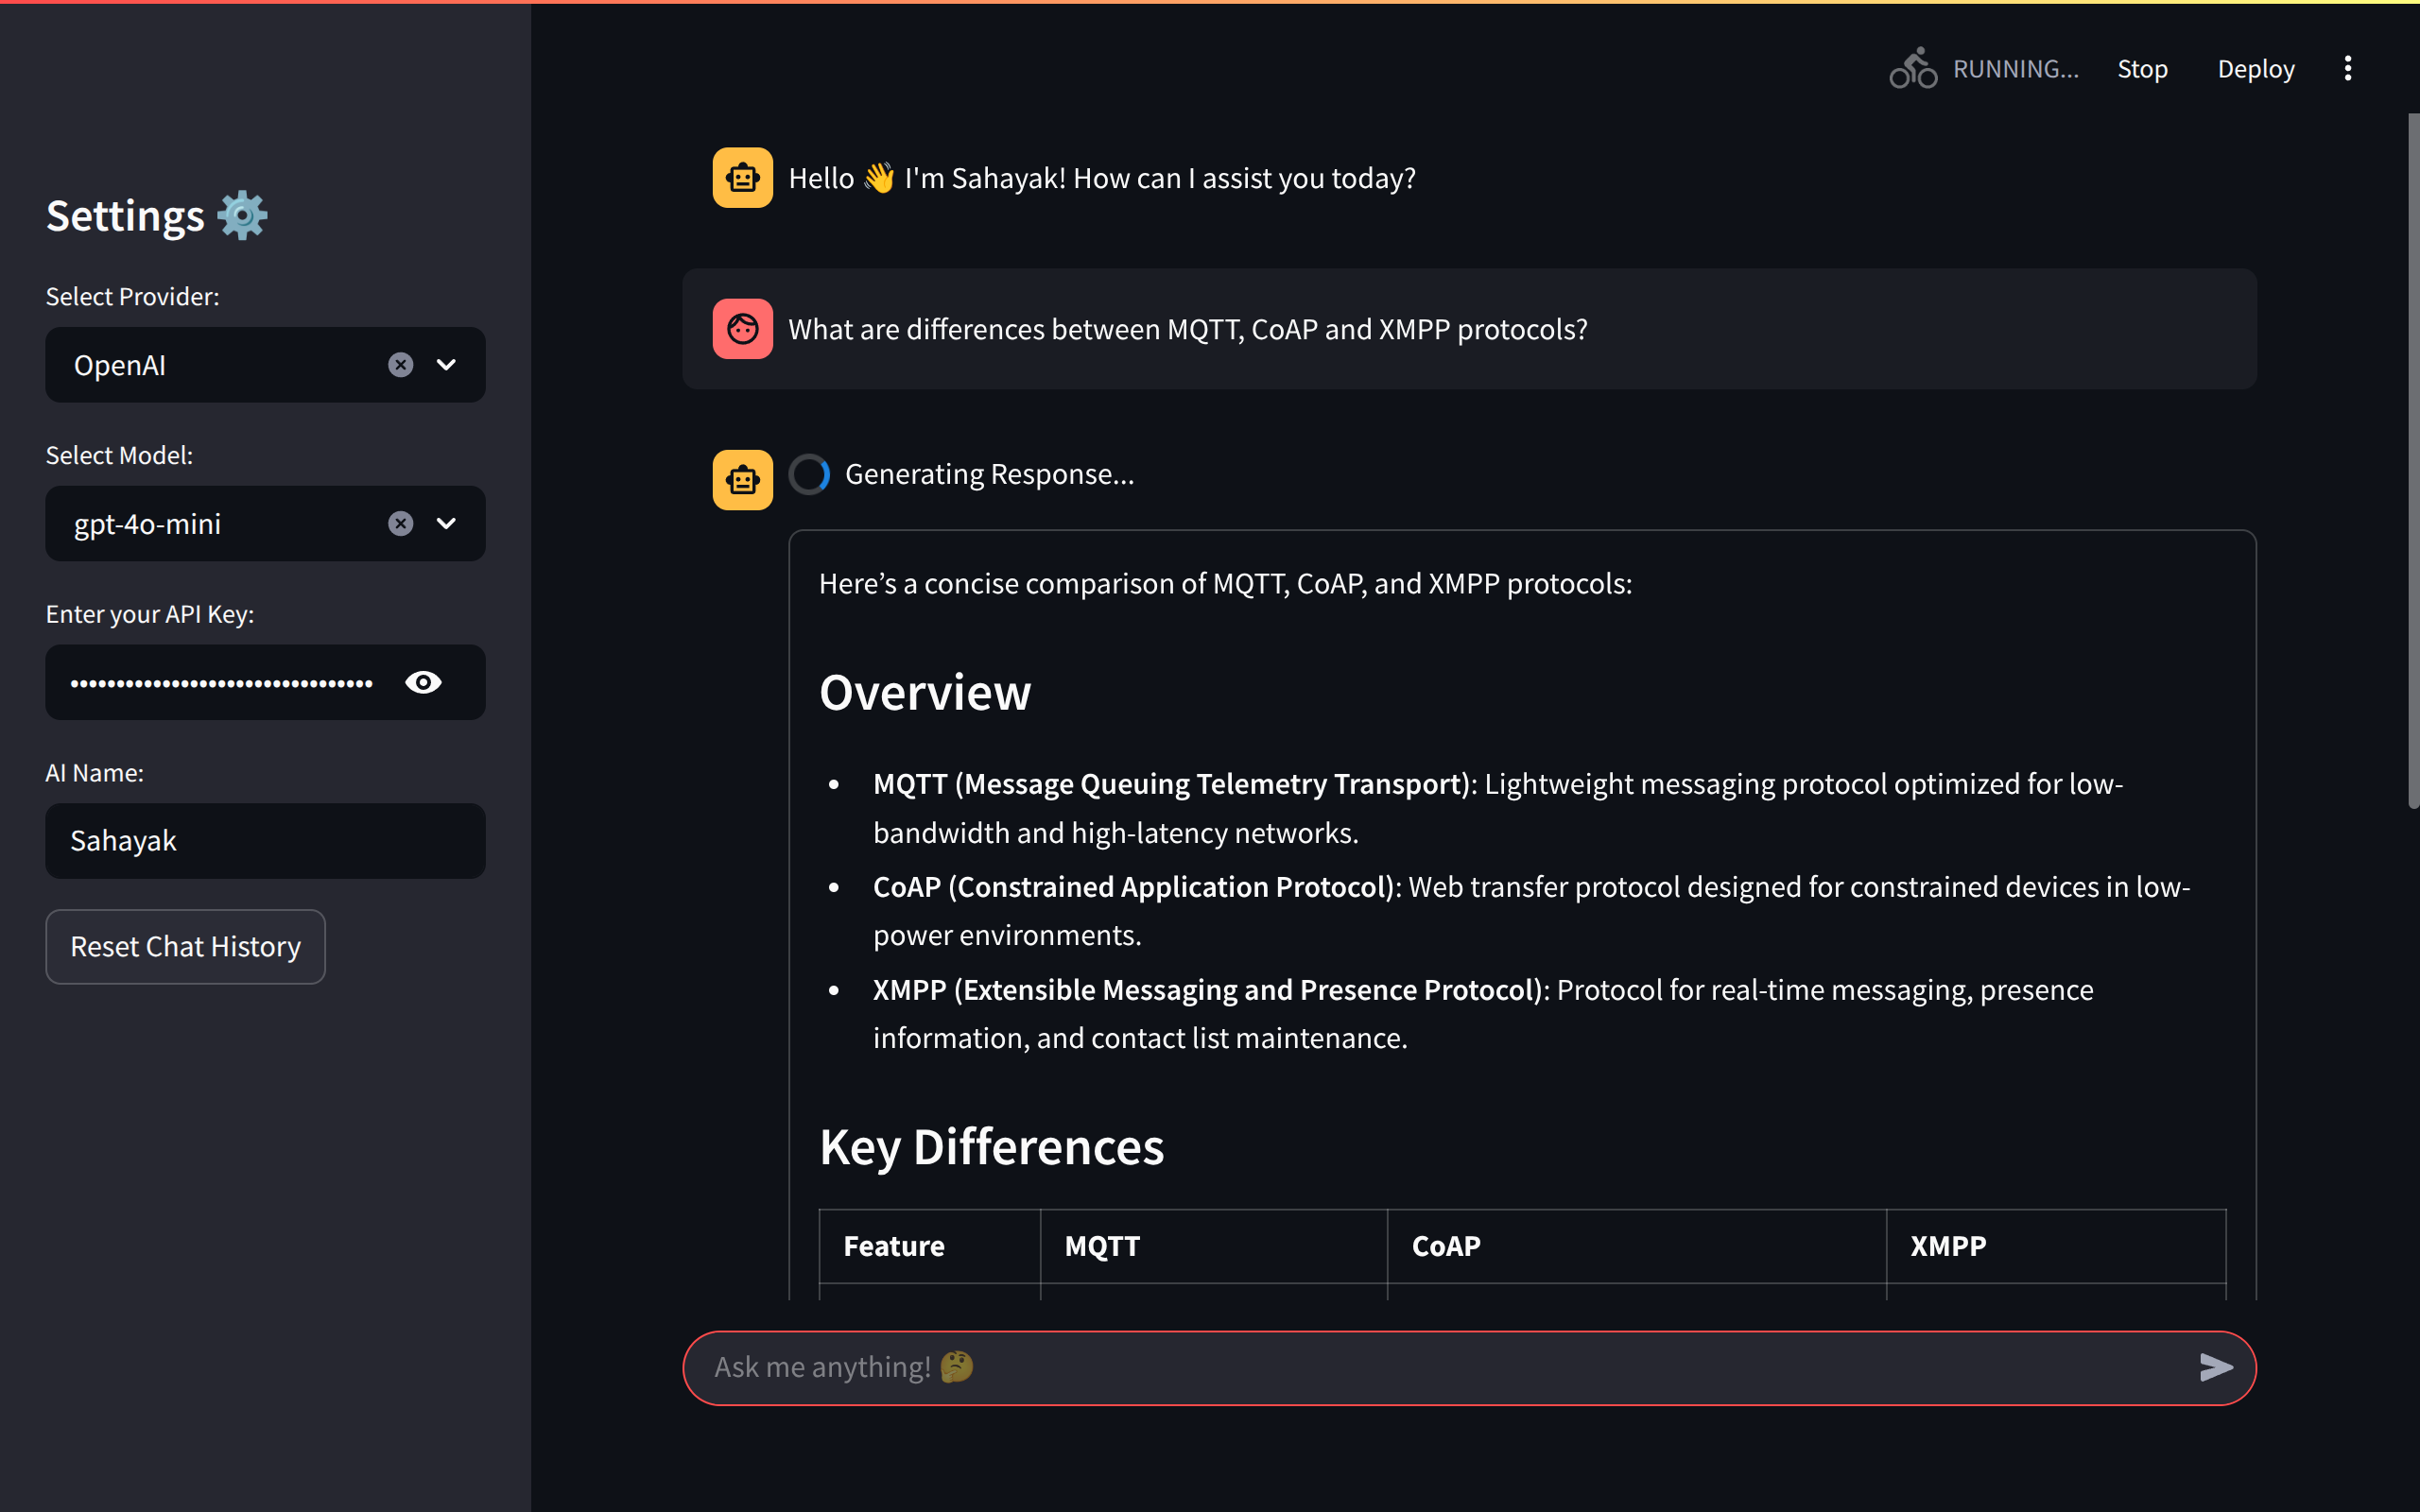 RUNNING...
Stop
Deploy
Settings ⚙️
Select Provider:
OpenAI
Select Model:
gpt-4o-mini
Enter your API Key:
••••••••••••••••••••••••••••••••
AI Name:
Sahayak
Reset Chat History
Hello 👋 I'm Sahayak! How can I assist you today?
What are differences between MQTT, CoAP and XMPP protocols?
Generating Response...
Here’s a concise comparison of MQTT, CoAP, and XMPP protocols:
Overview
• MQTT (Message Queuing Telemetry Transport): Lightweight messaging protocol optimized for low-
bandwidth and high-latency networks.
• CoAP (Constrained Application Protocol): Web transfer protocol designed for constrained devices in low-
power environments.
• XMPP (Extensible Messaging and Presence Protocol): Protocol for real-time messaging, presence
information, and contact list maintenance.
Key Differences
Feature MQTT CoAP XMPP
Ask me anything! 🤔